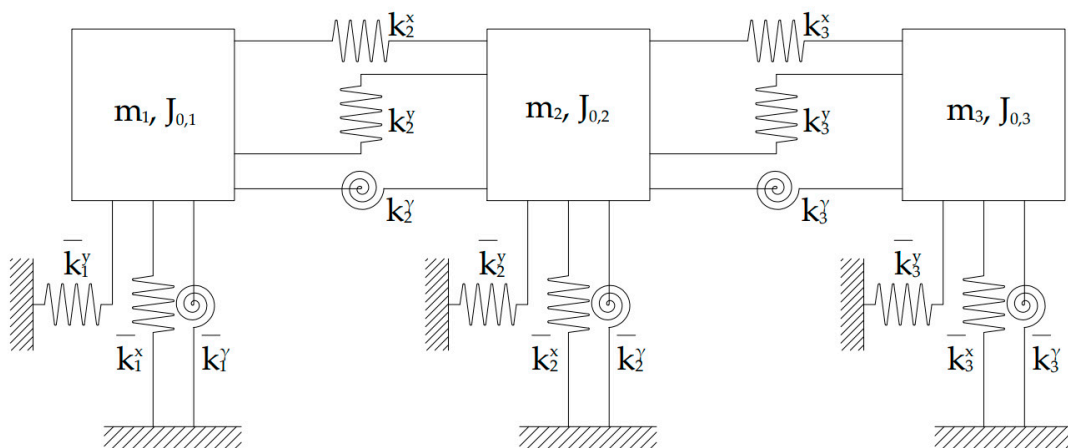 k₂ˣ
k₃ˣ
m₁, J₀,₁
k₂ʸ
m₂, J₀,₂
k₃ʸ
m₃, J₀,₃
k₂ᵞ
k₃ᵞ
k̅₁ʸ
k̅₂ʸ
k̅₃ʸ
k̅₁ˣ
k̅₁ᵞ
k̅₂ˣ
k̅₂ᵞ
k̅₃ˣ
k̅₃ᵞ